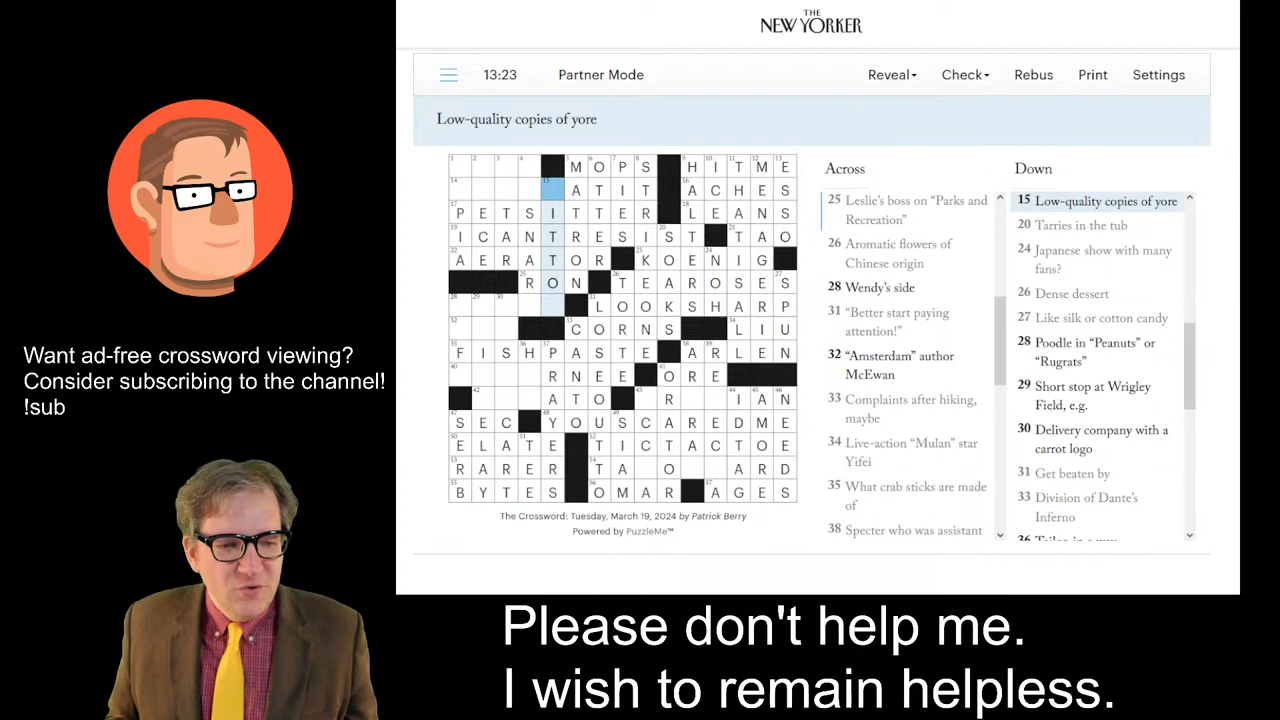 THE
NEW YORKER
13:23 Partner Mode Reveal Check Rebus Print Settings
Low-quality copies of yore
1 2 3 4 M O P S H I T M E
14 15 A T I T A C H E S
P E T S I T T E R L E A N S
I C A N T R E S I S T T A O
A E R A T O R K O E N I G
R O N T E A R O S E S
L O O K S H A R P
C O R N S L I U
F I S H P A S T E A R L E N
R N E E O R E
A T O R I A N
S E C Y O U S C A R E D M E
E L A T E T I C T A C T O E
R A R E R T A O A R D
B Y T E S O M A R A G E S
The Crossword: Tuesday, March 19, 2024 by Patrick Berry
Powered by PuzzleMe™
Across
25 Leslie's boss on "Parks and
Recreation"
26 Aromatic flowers of
Chinese origin
28 Wendy's side
31 "Better start paying
attention!"
32 "Amsterdam" author
McEwan
33 Complaints after hiking,
maybe
34 Live-action "Mulan" star
Yifei
35 What crab sticks are made
of
38 Specter who was assistant
Down
15 Low-quality copies of yore
20 Tarries in the tub
24 Japanese show with many
fans?
26 Dense dessert
27 Like silk or cotton candy
28 Poodle in "Peanuts" or
"Rugrats"
29 Short stop at Wrigley
Field, e.g.
30 Delivery company with a
carrot logo
31 Get beaten by
33 Division of Dante's
Inferno
Want ad-free crossword viewing?
Consider subscribing to the channel!
!sub
Please don't help me.
I wish to remain helpless.